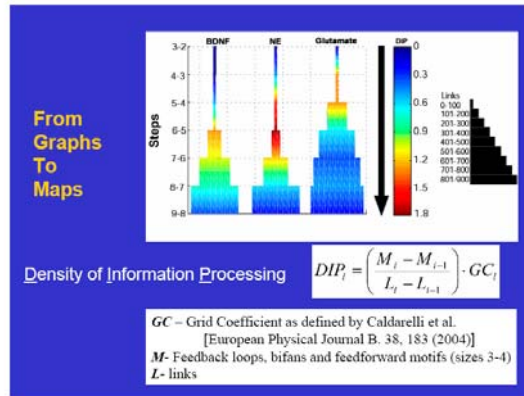 From
Graphs
To
Maps
BDNF NE Glutamate DIP
Steps
3-2
4-3
5-4
6-5
7-6
8-7
9-8
0
0.3
0.6
0.9
1.2
1.5
1.8
Links
0-100
101-200
201-300
301-400
401-500
501-600
601-700
701-800
801-900
Density of Information Processing
DIP_l = ( (M_i − M_{i−1}) / (L_l − L_{l−1}) ) · GC_l
GC – Grid Coefficient as defined by Caldarelli et al.
[European Physical Journal B. 38, 183 (2004)]
M- Feedback loops, bifans and feedforward motifs (sizes 3-4)
L- links